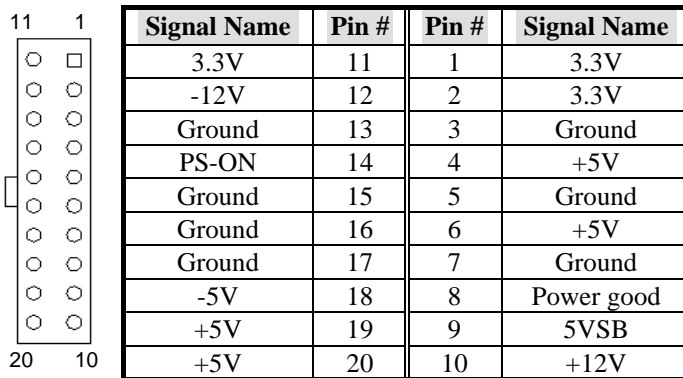 11 1
20 10
Signal Name Pin # Pin # Signal Name
3.3V 11 1 3.3V
-12V 12 2 3.3V
Ground 13 3 Ground
PS-ON 14 4 +5V
Ground 15 5 Ground
Ground 16 6 +5V
Ground 17 7 Ground
-5V 18 8 Power good
+5V 19 9 5VSB
+5V 20 10 +12V